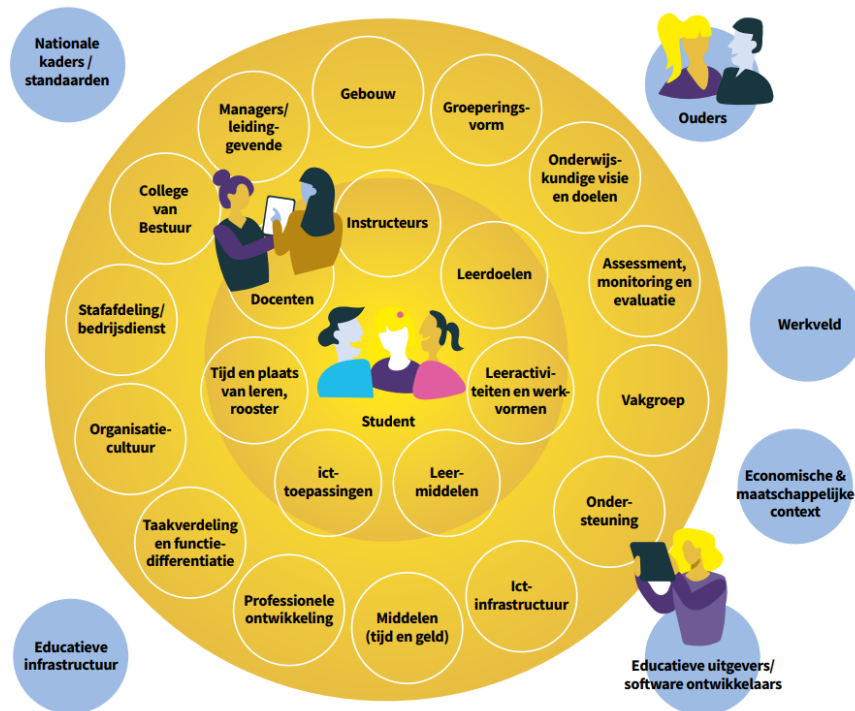 Nationale
kaders /
standaarden
Ouders
Gebouw
Groeperings-
vorm
Managers/
leiding-
gevende
Onderwijs-
kundige visie
en doelen
College
van
Bestuur
Instructeurs
Leerdoelen
Assessment,
monitoring en
evaluatie
Docenten
Stafafdeling/
bedrijsdienst
Werkveld
Tijd en plaats
van leren,
rooster
Leeractivi-
teiten en werk-
vormen
Vakgroep
Student
Organisatie-
cultuur
ict-
toepassingen
Leer-
middelen
Economische &
maatschappelijke
context
Onder-
steuning
Taakverdeling
en functie-
differentiatie
Professionele
ontwikkeling
Middelen
(tijd en geld)
Ict-
infrastructuur
Educatieve
infrastructuur
Educatieve uitgevers/
software ontwikkelaars